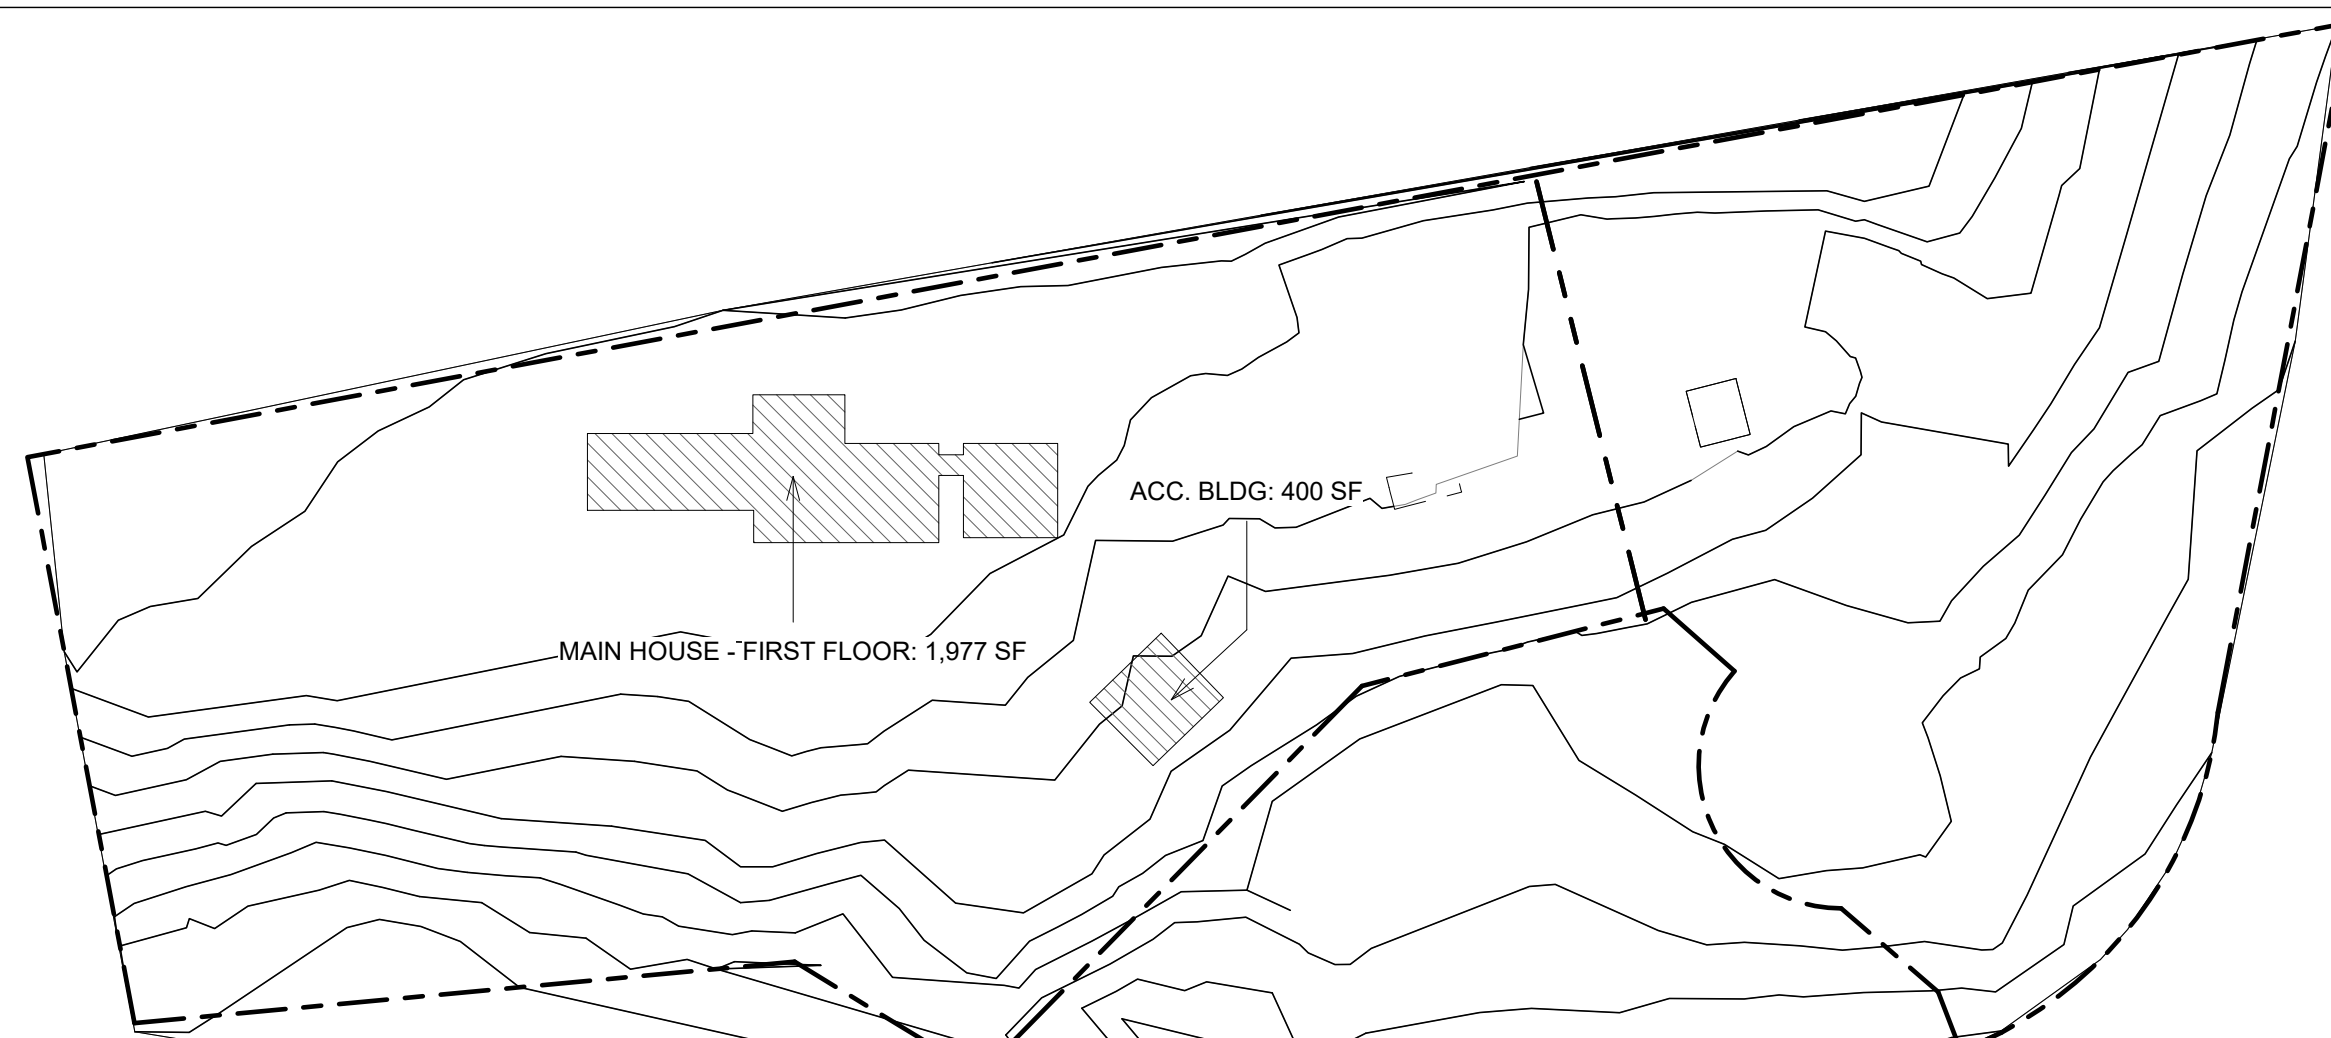 ACC. BLDG: 400 SF
MAIN HOUSE - FIRST FLOOR: 1,977 SF